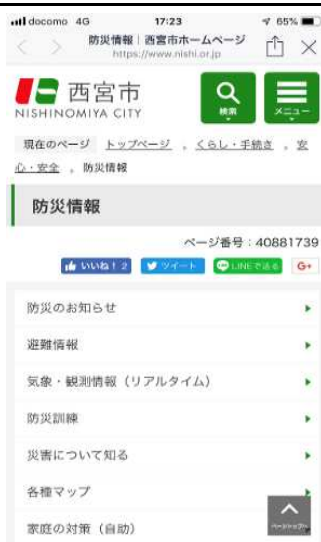 docomo 4G 17:23 65%
防災情報 | 西宮市ホームページ
https://www.nishi.or.jp
西宮市
NISHINOMIYA CITY
検索
メニュー
現在のページ トップページ 。 くらし・手続き 。 安
心・安全 。 防災情報
防災情報
ページ番号：40881739
いいね！ 2 ツイート LINEで送る G+
防災のお知らせ
避難情報
気象・観測情報（リアルタイム）
防災訓練
災害について知る
各種マップ
家庭の対策（自助）